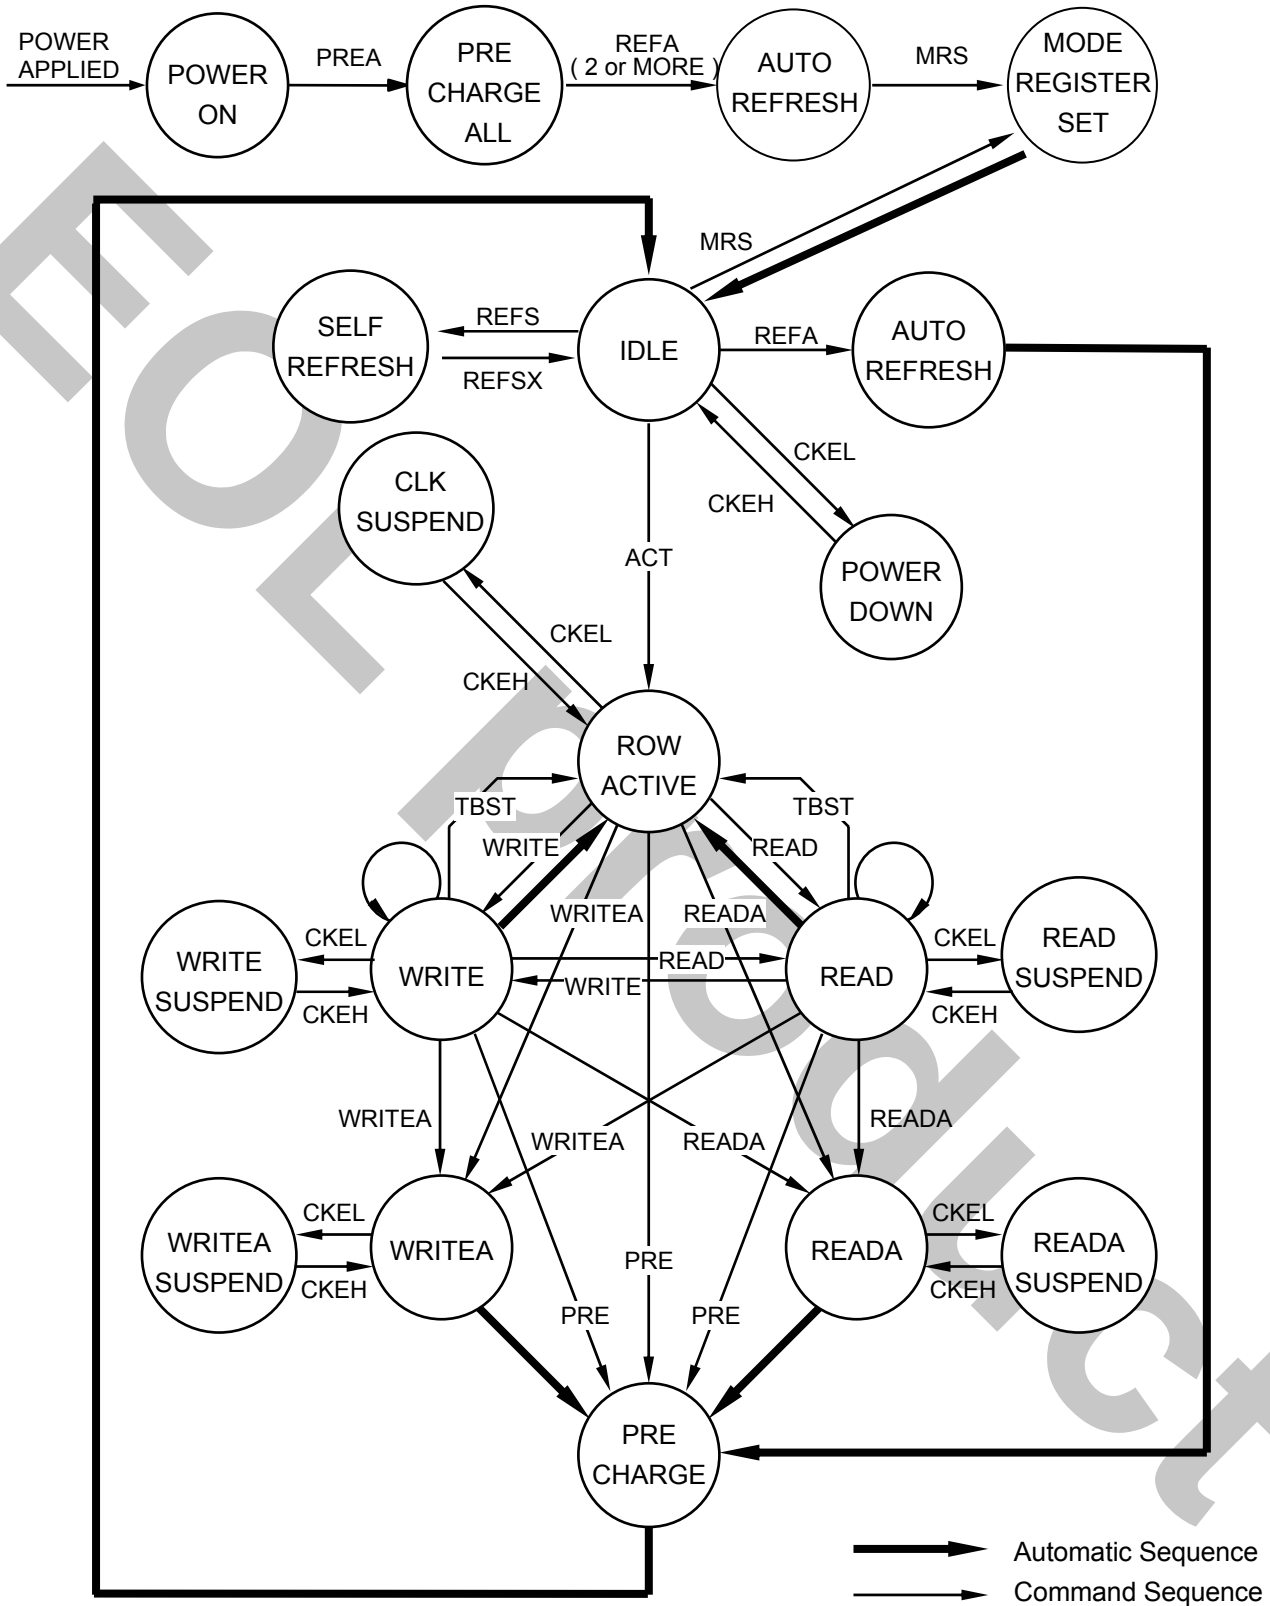 POWER
APPLIED
POWER
ON
PREA
PRE
CHARGE
ALL
REFA
( 2 or MORE )
AUTO
REFRESH
MRS
MODE
REGISTER
SET
MRS
SELF
REFRESH
REFS
REFSX
IDLE
REFA
AUTO
REFRESH
CKEL
CKEH
POWER
DOWN
CLK
SUSPEND
ACT
CKEL
CKEH
ROW
ACTIVE
TBST
TBST
WRITE
READ
WRITEA
READA
WRITE
SUSPEND
CKEL
CKEH
WRITE
READ
WRITE
READ
CKEL
CKEH
READ
SUSPEND
WRITEA
WRITEA
READA
READA
WRITEA
SUSPEND
CKEL
CKEH
WRITEA
PRE
PRE
PRE
READA
CKEL
CKEH
READA
SUSPEND
PRE
CHARGE
Automatic Sequence
Command Sequence
EOL product